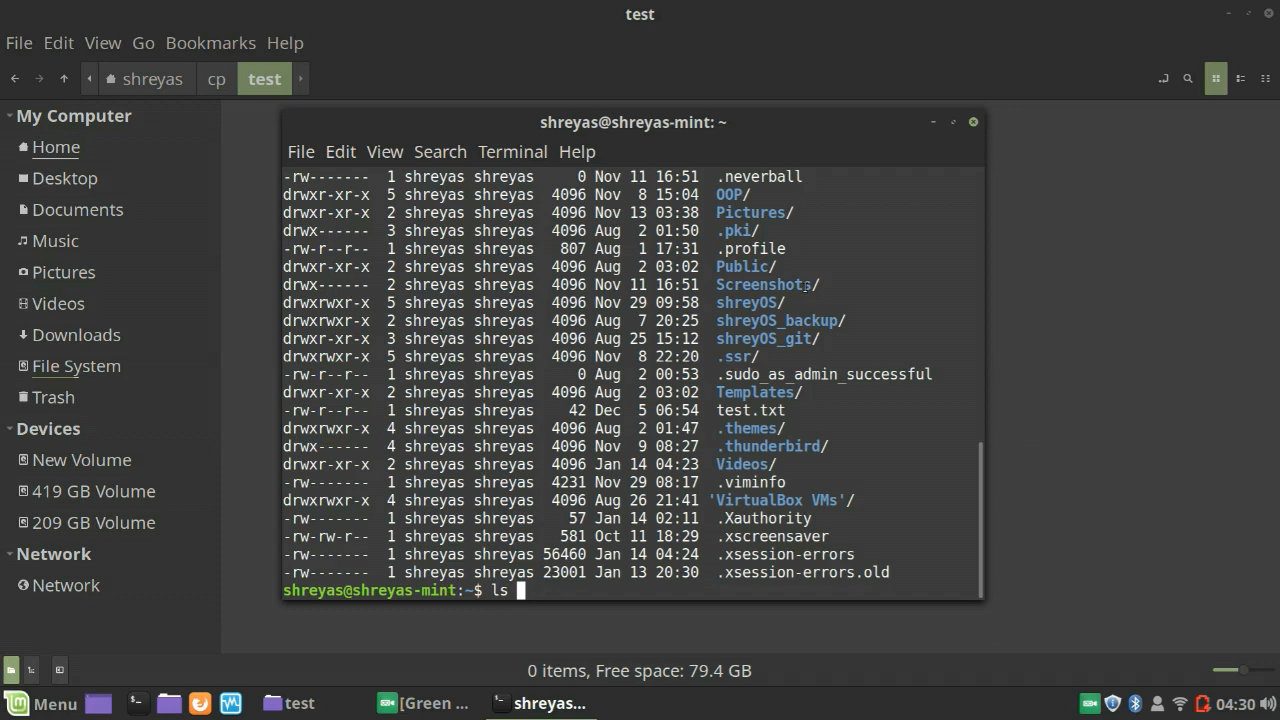 test
File Edit View Go Bookmarks Help
shreyas cp test
My Computer
Home
Desktop
Documents
Music
Pictures
Videos
Downloads
File System
Trash
Devices
New Volume
419 GB Volume
209 GB Volume
Network
Network
shreyas@shreyas-mint: ~
File Edit View Search Terminal Help
-rw------- 1 shreyas shreyas 0 Nov 11 16:51 .neverball
drwxr-xr-x 5 shreyas shreyas 4096 Nov 8 15:04 OOP/
drwxr-xr-x 2 shreyas shreyas 4096 Nov 13 03:38 Pictures/
drwx------ 3 shreyas shreyas 4096 Aug 2 01:50 .pki/
-rw-r--r-- 1 shreyas shreyas 807 Aug 1 17:31 .profile
drwxr-xr-x 2 shreyas shreyas 4096 Aug 2 03:02 Public/
drwx------ 2 shreyas shreyas 4096 Nov 11 16:51 Screenshots/
drwxrwxr-x 5 shreyas shreyas 4096 Nov 29 09:58 shreyOS/
drwxrwxr-x 2 shreyas shreyas 4096 Aug 7 20:25 shreyOS_backup/
drwxr-xr-x 3 shreyas shreyas 4096 Aug 25 15:12 shreyOS_git/
drwxrwxr-x 5 shreyas shreyas 4096 Nov 8 22:20 .ssr/
-rw-r--r-- 1 shreyas shreyas 0 Aug 2 00:53 .sudo_as_admin_successful
drwxr-xr-x 2 shreyas shreyas 4096 Aug 2 03:02 Templates/
-rw-r--r-- 1 shreyas shreyas 42 Dec 5 06:54 test.txt
drwxrwxr-x 4 shreyas shreyas 4096 Aug 2 01:47 .themes/
drwx------ 4 shreyas shreyas 4096 Nov 9 08:27 .thunderbird/
drwxr-xr-x 2 shreyas shreyas 4096 Jan 14 04:23 Videos/
-rw------- 1 shreyas shreyas 4231 Nov 29 08:17 .viminfo
drwxrwxr-x 4 shreyas shreyas 4096 Aug 26 21:41 'VirtualBox VMs'/
-rw------- 1 shreyas shreyas 57 Jan 14 02:11 .Xauthority
-rw-rw-r-- 1 shreyas shreyas 581 Oct 11 18:29 .xscreensaver
-rw------- 1 shreyas shreyas 56460 Jan 14 04:24 .xsession-errors
-rw------- 1 shreyas shreyas 23001 Jan 13 20:30 .xsession-errors.old
shreyas@shreyas-mint:~$ ls
0 items, Free space: 79.4 GB
Menu test [Green ... shreyas... 04:30